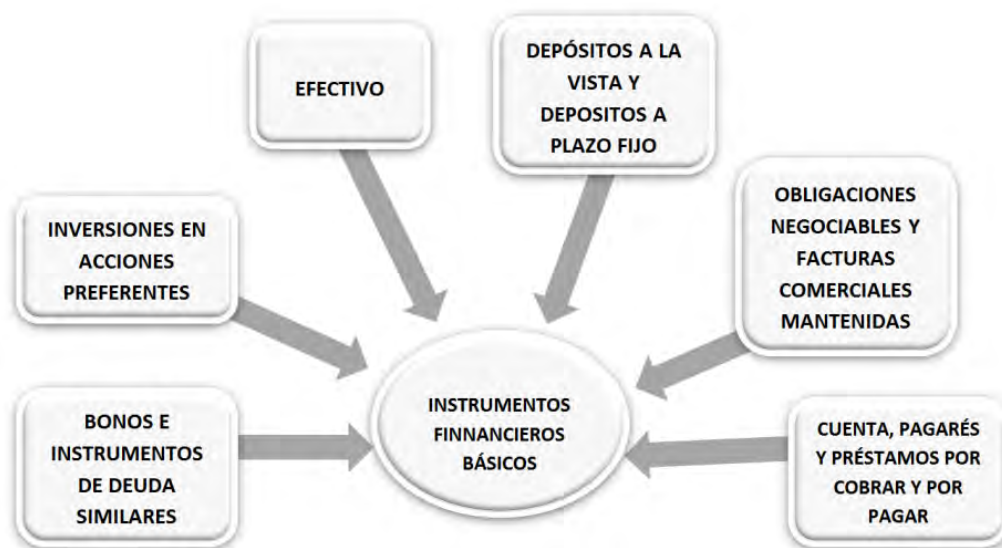 EFECTIVO
DEPÓSITOS A LA
VISTA Y
DEPOSITOS A
PLAZO FIJO
INVERSIONES EN
ACCIONES
PREFERENTES
OBLIGACIONES
NEGOCIABLES Y
FACTURAS
COMERCIALES
MANTENIDAS
BONOS E
INSTRUMENTOS
DE DEUDA
SIMILARES
INSTRUMENTOS
FINNANCIEROS
BÁSICOS
CUENTA, PAGARÉS
Y PRÉSTAMOS POR
COBRAR Y POR
PAGAR